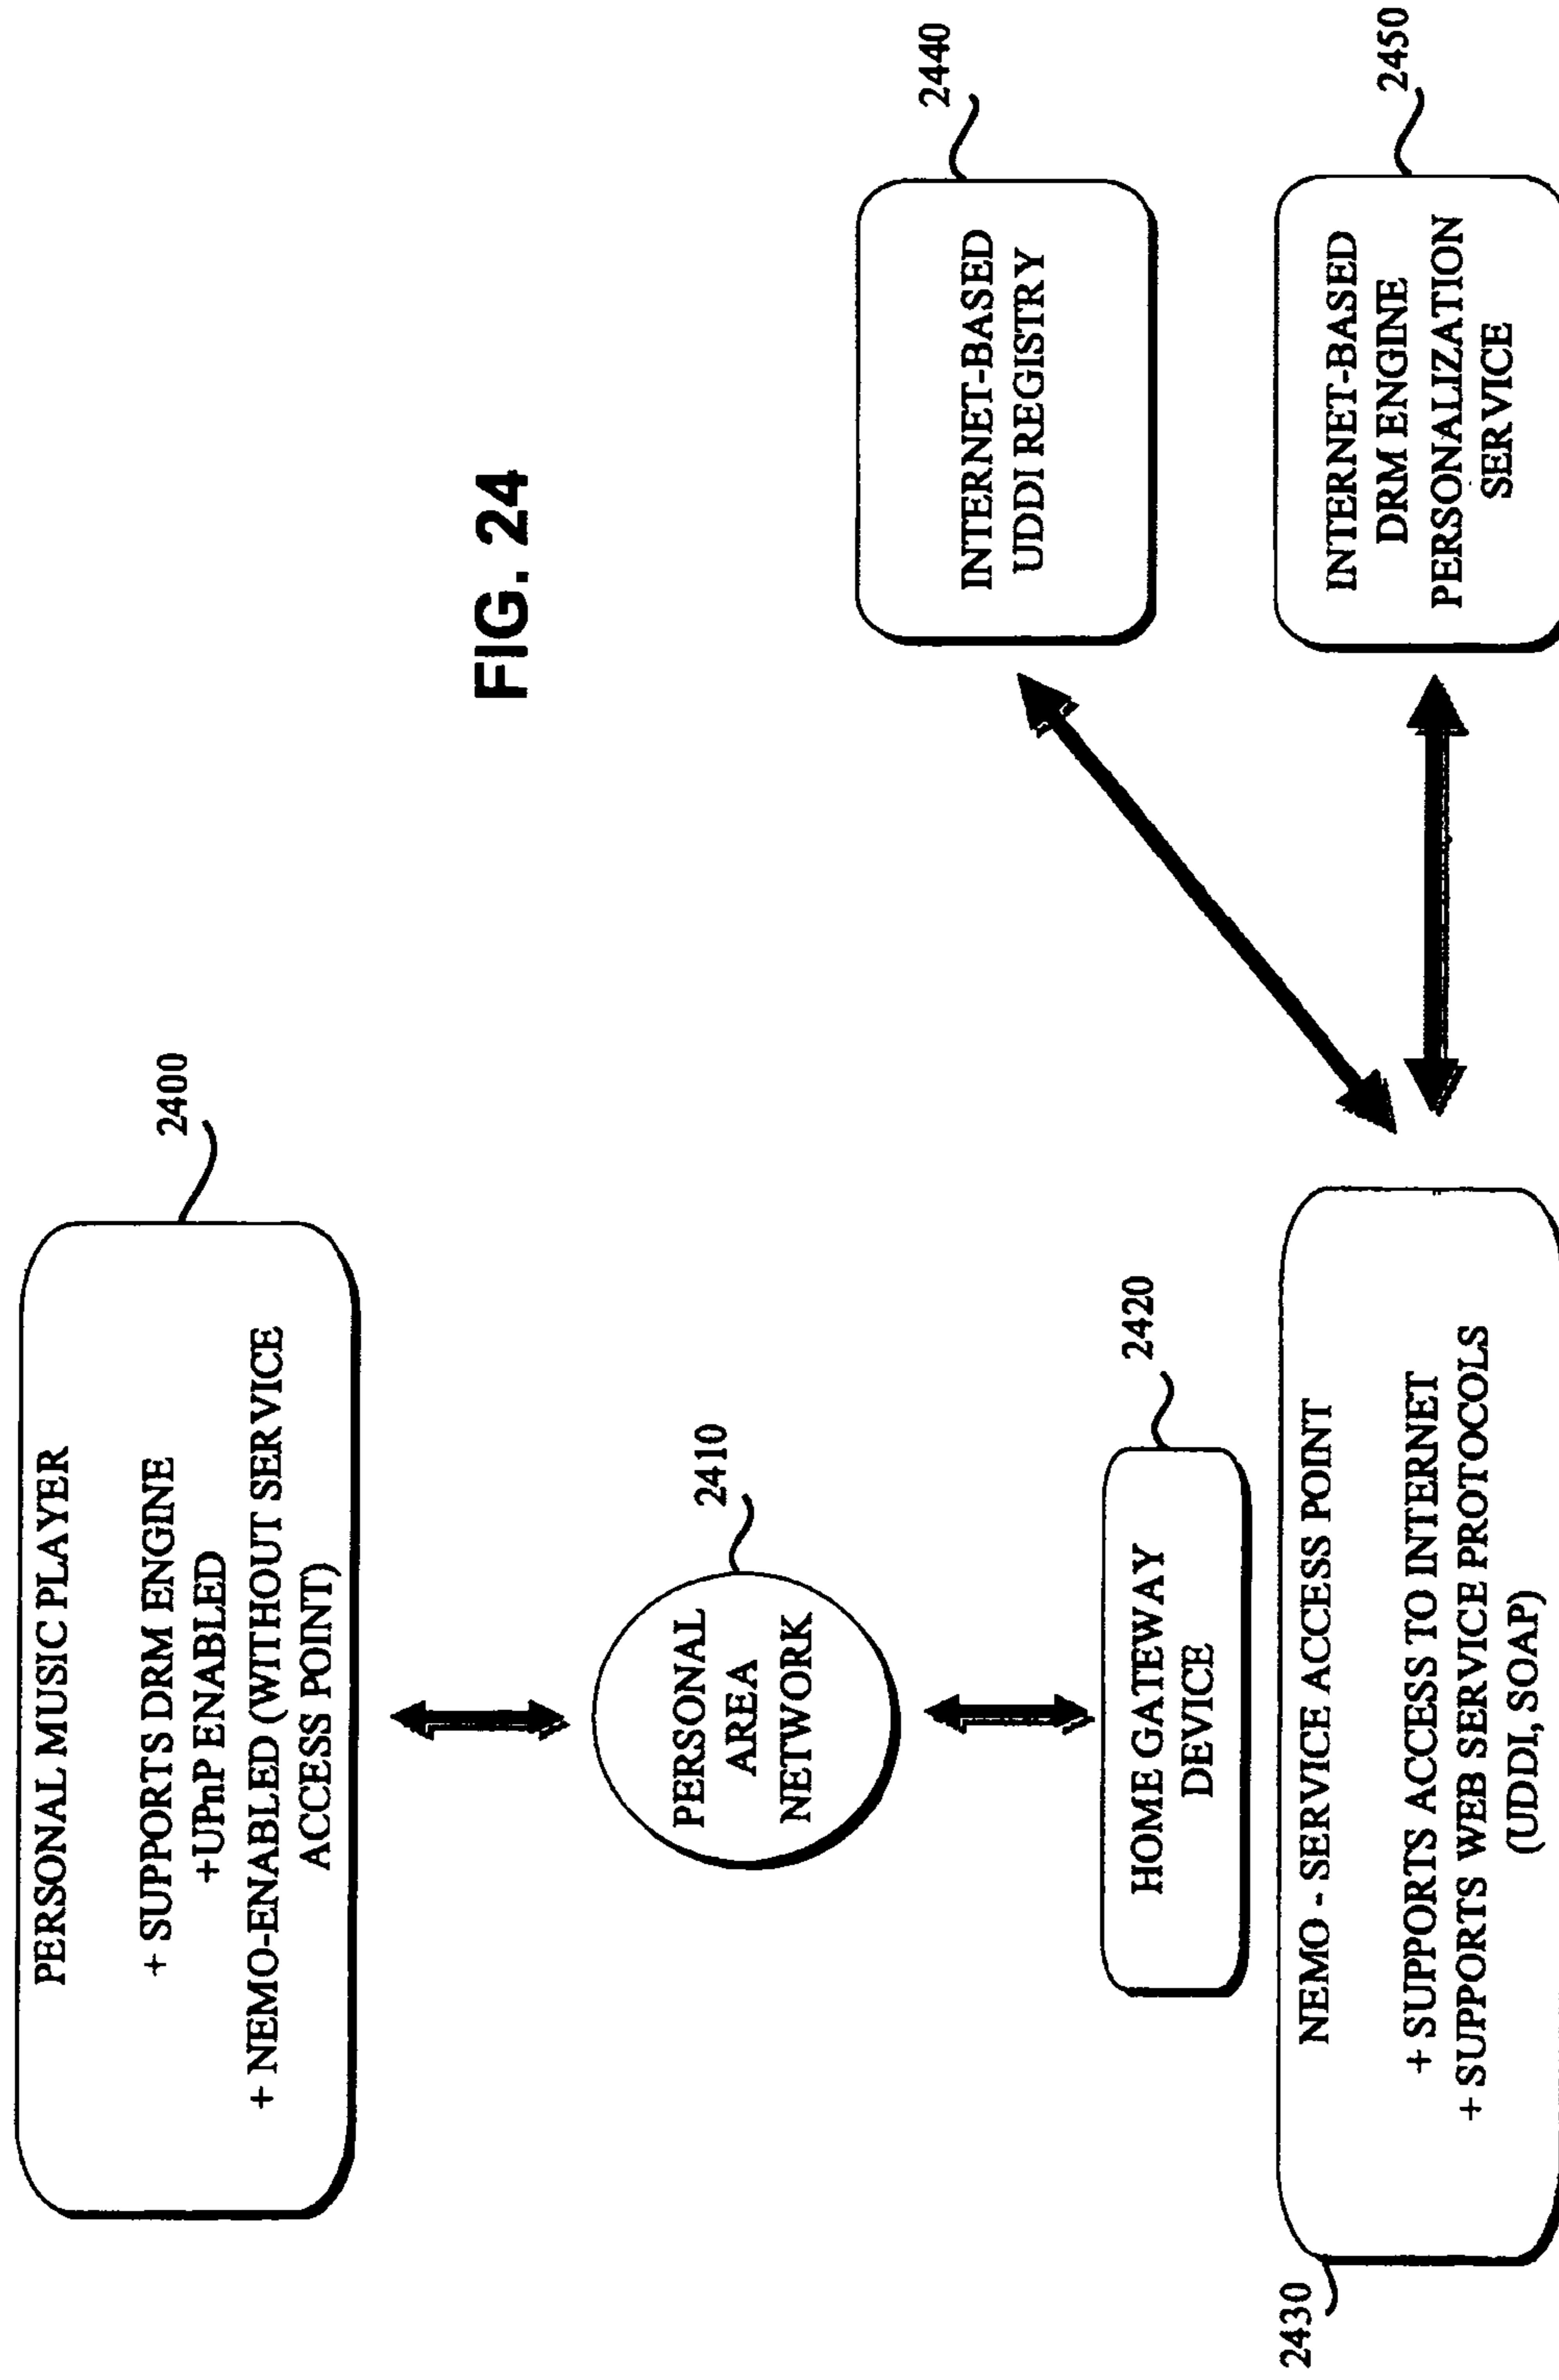 FIG. 24
PERSONAL MUSIC PLAYER
+ SUPPORTS DRM ENGINE
+UPnP ENABLED
+ NEMO-ENABLED (WITHOUT SERVICE
ACCESS POINT)
2400
PERSONAL
AREA
NETWORK
2410
HOME GATEWAY
DEVICE
2420
NEMO - SERVICE ACCESS POINT
+ SUPPORTS ACCESS TO INTERNET
+ SUPPORTS WEB SERVICE PROTOCOLS
(UDDI, SOAP)
2430
INTERNET-BASED
UDDI REGISTRY
2440
INTERNET-BASED
DRM ENGINE
PERSONALIZATION
SERVICE
2450